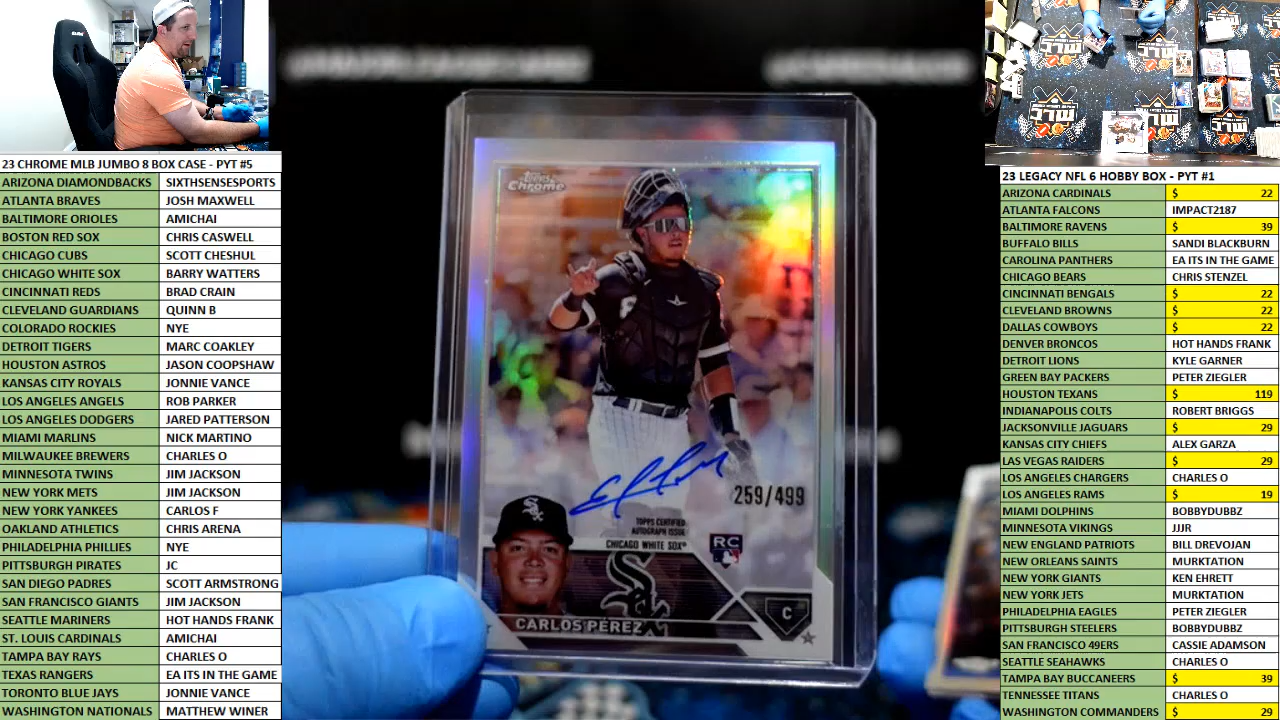 23 CHROME MLB JUMBO 8 BOX CASE - PYT #5
ARIZONA DIAMONDBACKS SIXTHSENSESPORTS
ATLANTA BRAVES JOSH MAXWELL
BALTIMORE ORIOLES AMICHAI
BOSTON RED SOX CHRIS CASWELL
CHICAGO CUBS SCOTT CHESHUL
CHICAGO WHITE SOX BARRY WATTERS
CINCINNATI REDS BRAD CRAIN
CLEVELAND GUARDIANS QUINN B
COLORADO ROCKIES NYE
DETROIT TIGERS MARC COAKLEY
HOUSTON ASTROS JASON COOPSHAW
KANSAS CITY ROYALS JONNIE VANCE
LOS ANGELES ANGELS ROB PARKER
LOS ANGELES DODGERS JARED PATTERSON
MIAMI MARLINS NICK MARTINO
MILWAUKEE BREWERS CHARLES O
MINNESOTA TWINS JIM JACKSON
NEW YORK METS JIM JACKSON
NEW YORK YANKEES CARLOS F
OAKLAND ATHLETICS CHRIS ARENA
PHILADELPHIA PHILLIES NYE
PITTSBURGH PIRATES JC
SAN DIEGO PADRES SCOTT ARMSTRONG
SAN FRANCISCO GIANTS JIM JACKSON
SEATTLE MARINERS HOT HANDS FRANK
ST. LOUIS CARDINALS AMICHAI
TAMPA BAY RAYS CHARLES O
TEXAS RANGERS EA ITS IN THE GAME
TORONTO BLUE JAYS JONNIE VANCE
WASHINGTON NATIONALS MATTHEW WINER
Topps
Chrome
259/499
TOPPS CERTIFIED
AUTOGRAPH ISSUE
CHICAGO WHITE SOX
RC
Sox
C
CARLOS PÉREZ
MLC
23 LEGACY NFL 6 HOBBY BOX - PYT #1
ARIZONA CARDINALS $ 22
ATLANTA FALCONS IMPACT2187
BALTIMORE RAVENS $ 39
BUFFALO BILLS SANDI BLACKBURN
CAROLINA PANTHERS EA ITS IN THE GAME
CHICAGO BEARS CHRIS STENZEL
CINCINNATI BENGALS $ 22
CLEVELAND BROWNS $ 22
DALLAS COWBOYS $ 22
DENVER BRONCOS HOT HANDS FRANK
DETROIT LIONS KYLE GARNER
GREEN BAY PACKERS PETER ZIEGLER
HOUSTON TEXANS $ 119
INDIANAPOLIS COLTS ROBERT BRIGGS
JACKSONVILLE JAGUARS $ 29
KANSAS CITY CHIEFS ALEX GARZA
LAS VEGAS RAIDERS $ 29
LOS ANGELES CHARGERS CHARLES O
LOS ANGELES RAMS $ 19
MIAMI DOLPHINS BOBBYDUBBZ
MINNESOTA VIKINGS JJR
NEW ENGLAND PATRIOTS BILL DREVOJAN
NEW ORLEANS SAINTS MURKTATION
NEW YORK GIANTS KEN EHRETT
NEW YORK JETS MURKTATION
PHILADELPHIA EAGLES PETER ZIEGLER
PITTSBURGH STEELERS BOBBYDUBBZ
SAN FRANCISCO 49ERS CASSIE ADAMSON
SEATTLE SEAHAWKS CHARLES O
TAMPA BAY BUCCANEERS $ 39
TENNESSEE TITANS CHARLES O
WASHINGTON COMMANDERS $ 29